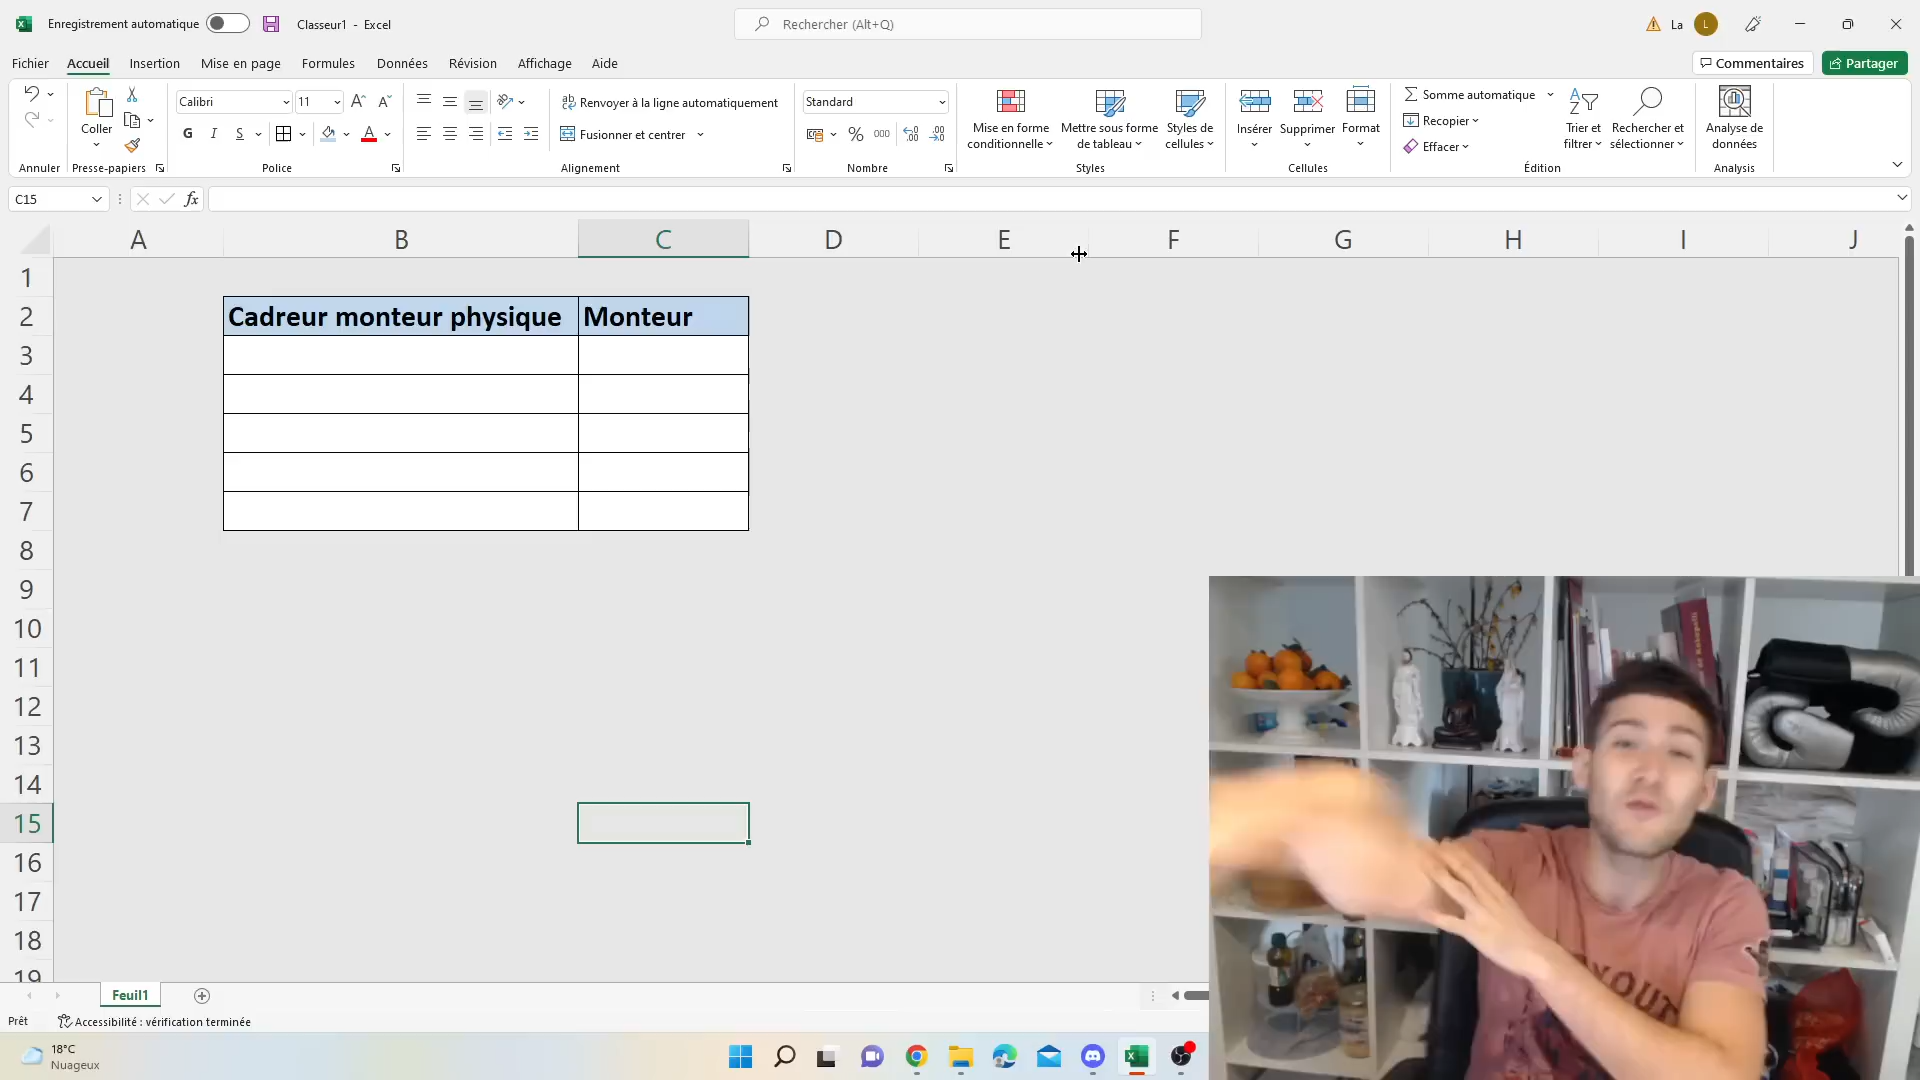 Enregistrement automatique
Classeur1 - Excel
Rechercher (Alt+Q)
La
L
Fichier
Accueil
Insertion
Mise en page
Formules
Données
Révision
Affichage
Aide
Commentaires
Partager
Coller
Calibri
11
G I S
Renvoyer à la ligne automatiquement
Fusionner et centrer
Standard
% 000
Mise en forme
conditionnelle
Mettre sous forme
de tableau
Styles de
cellules
Insérer
Supprimer
Format
Somme automatique
Recopier
Effacer
Trier et
filtrer
Rechercher et
sélectionner
Analyse de
données
Annuler
Presse-papiers
Police
Alignement
Nombre
Styles
Cellules
Édition
Analysis
C15
fx
A B C D E F G H I J
1
2 Cadreur monteur physique Monteur
3
4
5
6
7
8
9
10
11
12
13
14
15
16
17
18
19
Feuil1
Prêt
Accessibilité : vérification terminée
18°C
Nuageux